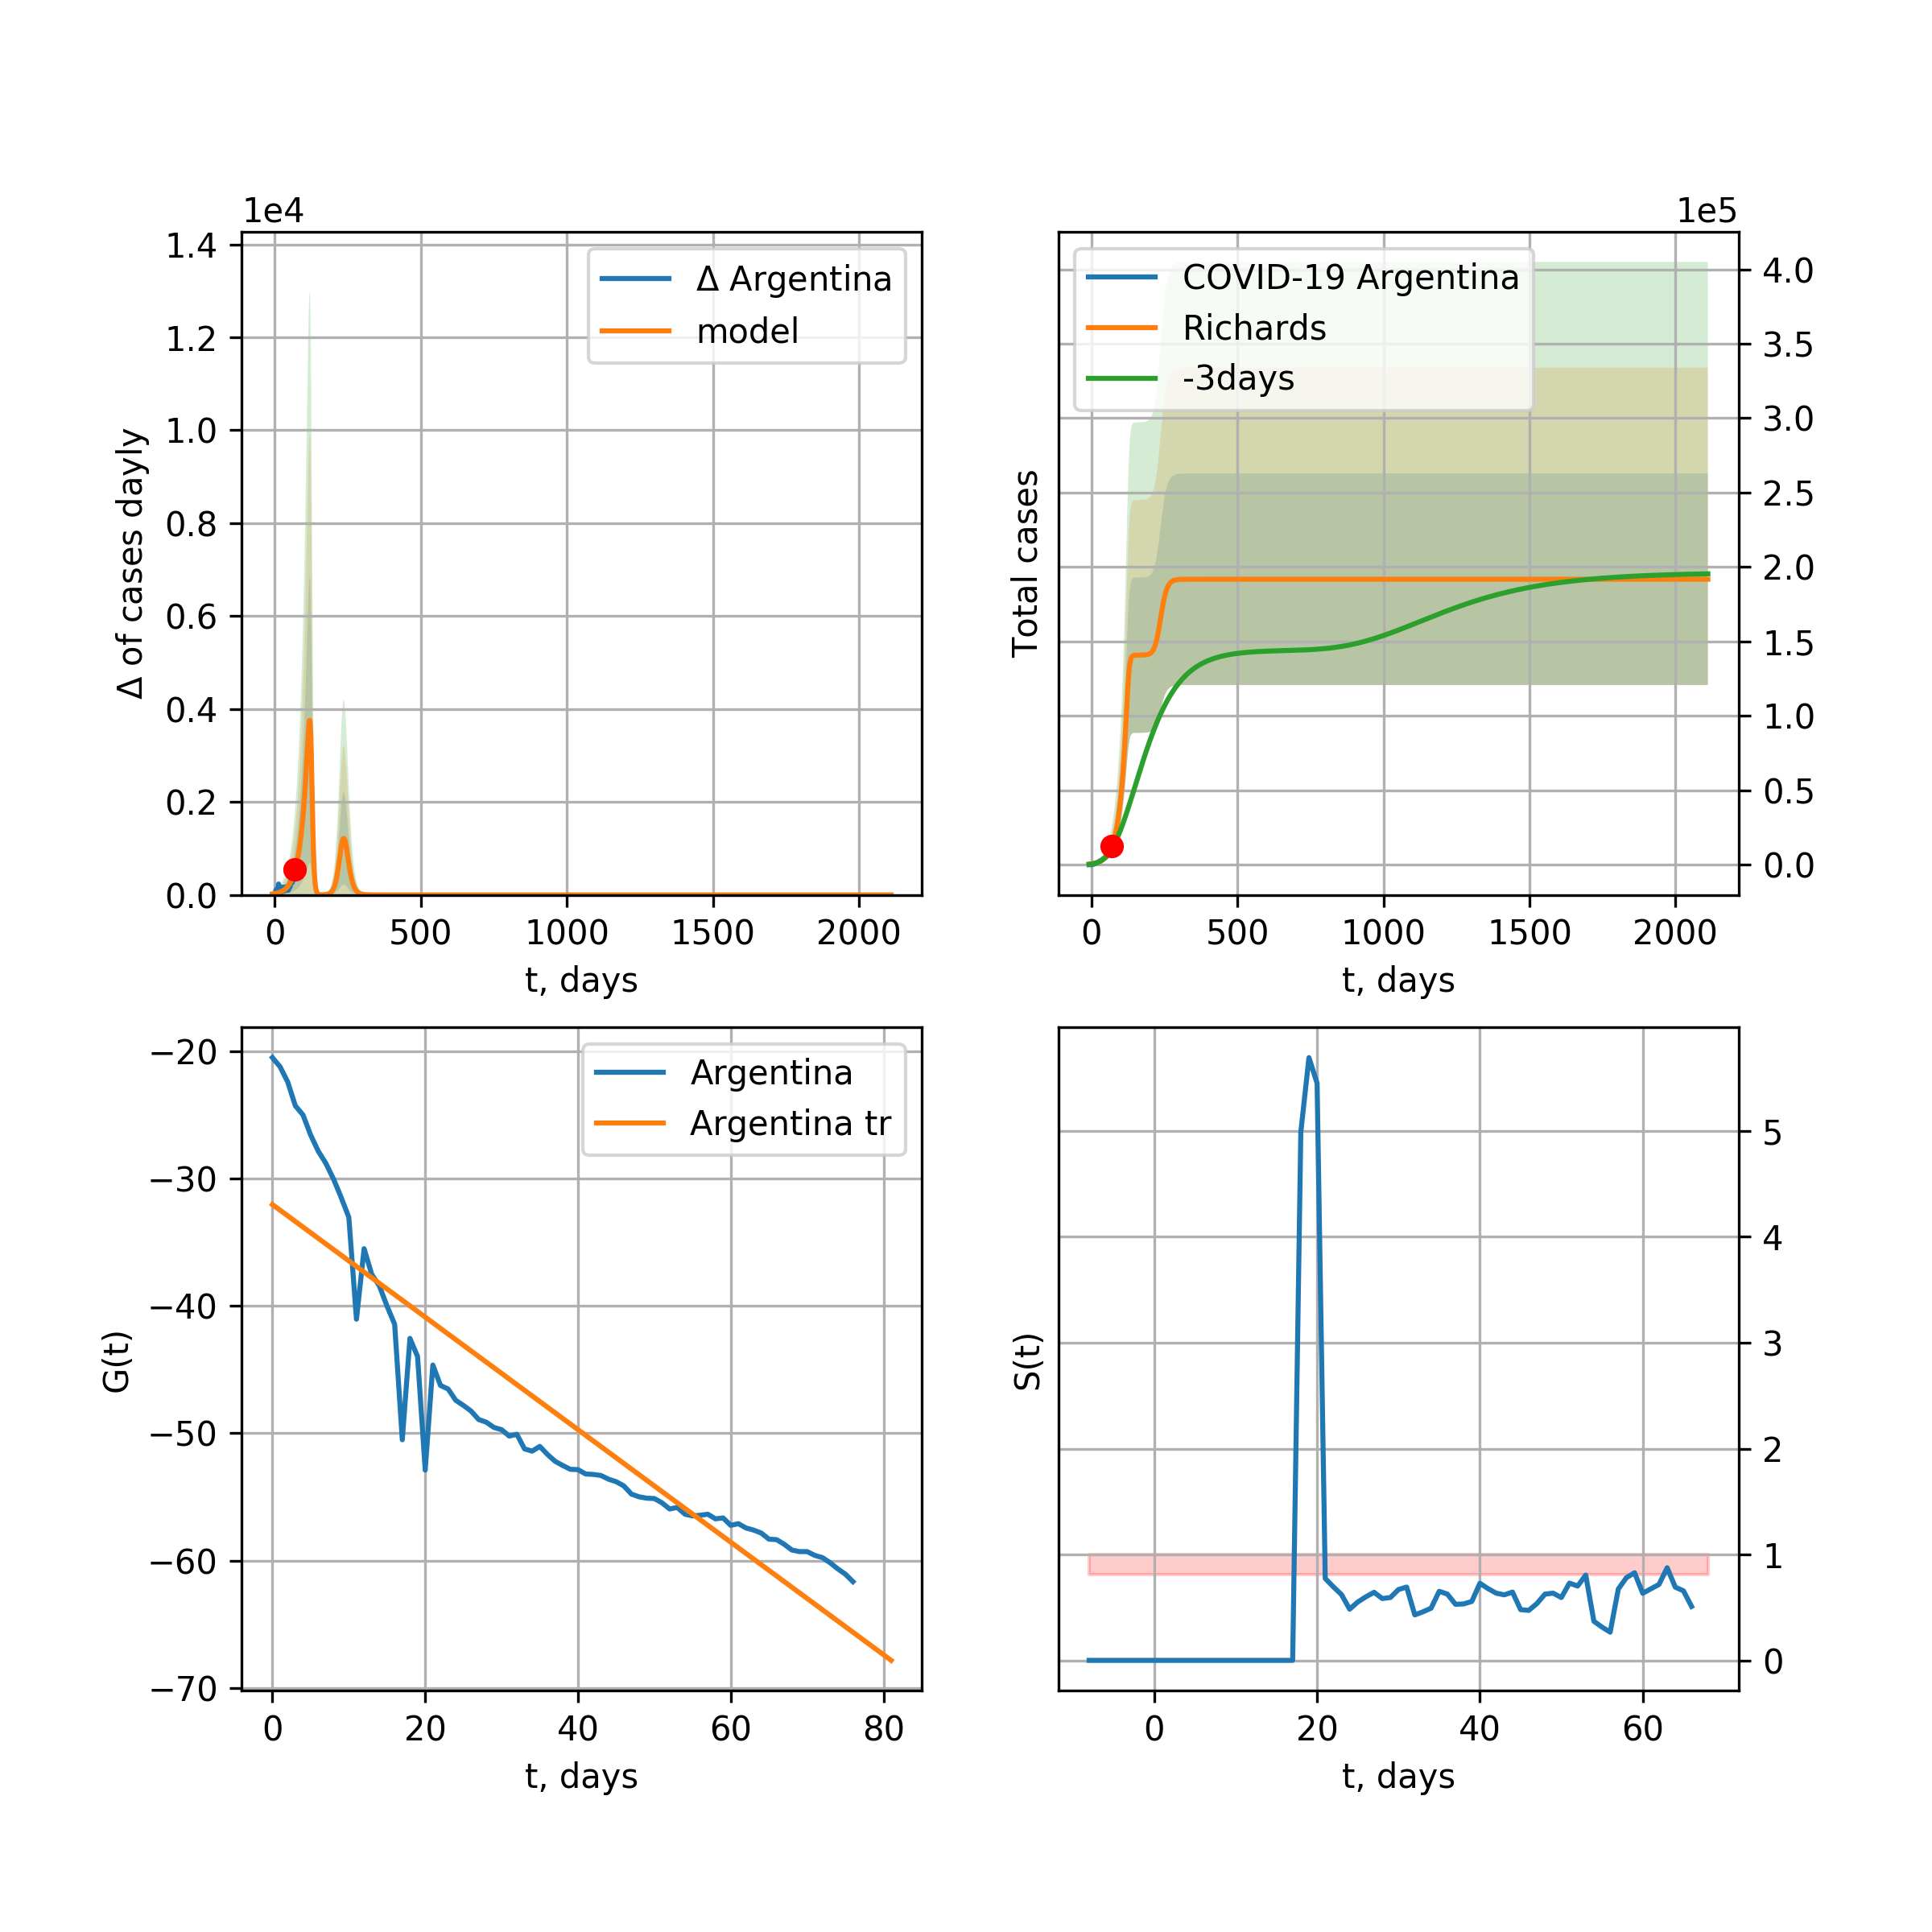 1e4
1.4
1.2
1.0
0.8
0.6
0.4
0.2
0.0
0 500 1000 1500 2000
t, days
Δ of cases dayly
Δ Argentina
model
1e5
4.0
3.5
3.0
2.5
2.0
1.5
1.0
0.5
0.0
0 500 1000 1500 2000
t, days
Total cases
COVID-19 Argentina
Richards
-3days
−20
−30
−40
−50
−60
−70
0 20 40 60 80
t, days
G(t)
Argentina
Argentina tr
5
4
3
2
1
0
0 20 40 60
t, days
S(t)